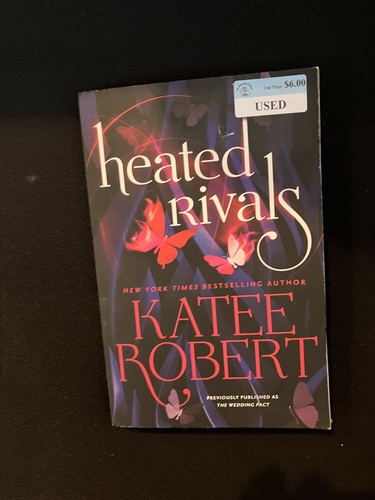 Our Price: $6.00
USED
heated
rivals
NEW YORK TIMES BESTSELLING AUTHOR
KATEE
ROBERT
PREVIOUSLY PUBLISHED AS
THE WEDDING PACT